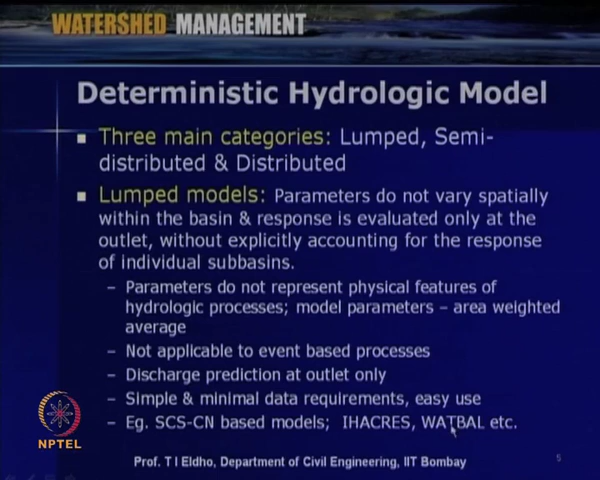 WATERSHED MANAGEMENT
Deterministic Hydrologic Model
Three main categories: Lumped, Semi-
distributed & Distributed
Lumped models: Parameters do not vary spatially
within the basin & response is evaluated only at the
outlet, without explicitly accounting for the response
of individual subbasins.
– Parameters do not represent physical features of
hydrologic processes; model parameters – area weighted
average
– Not applicable to event based processes
– Discharge prediction at outlet only
– Simple & minimal data requirements, easy use
– Eg. SCS-CN based models; IHACRES, WATBAL etc.
NPTEL
Prof. T I Eldho, Department of Civil Engineering, IIT Bombay
5